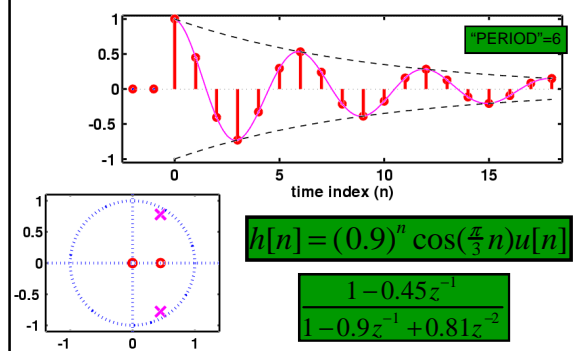 1
0.5
0
-0.5
-1
"PERIOD"=6
0 5 10 15
time index (n)
1
0.5
0
-0.5
-1
-1 0 1
h[n] = (0.9)^n cos(π/3 n)u[n]
1−0.45z^−1
1−0.9z^−1 +0.81z^−2